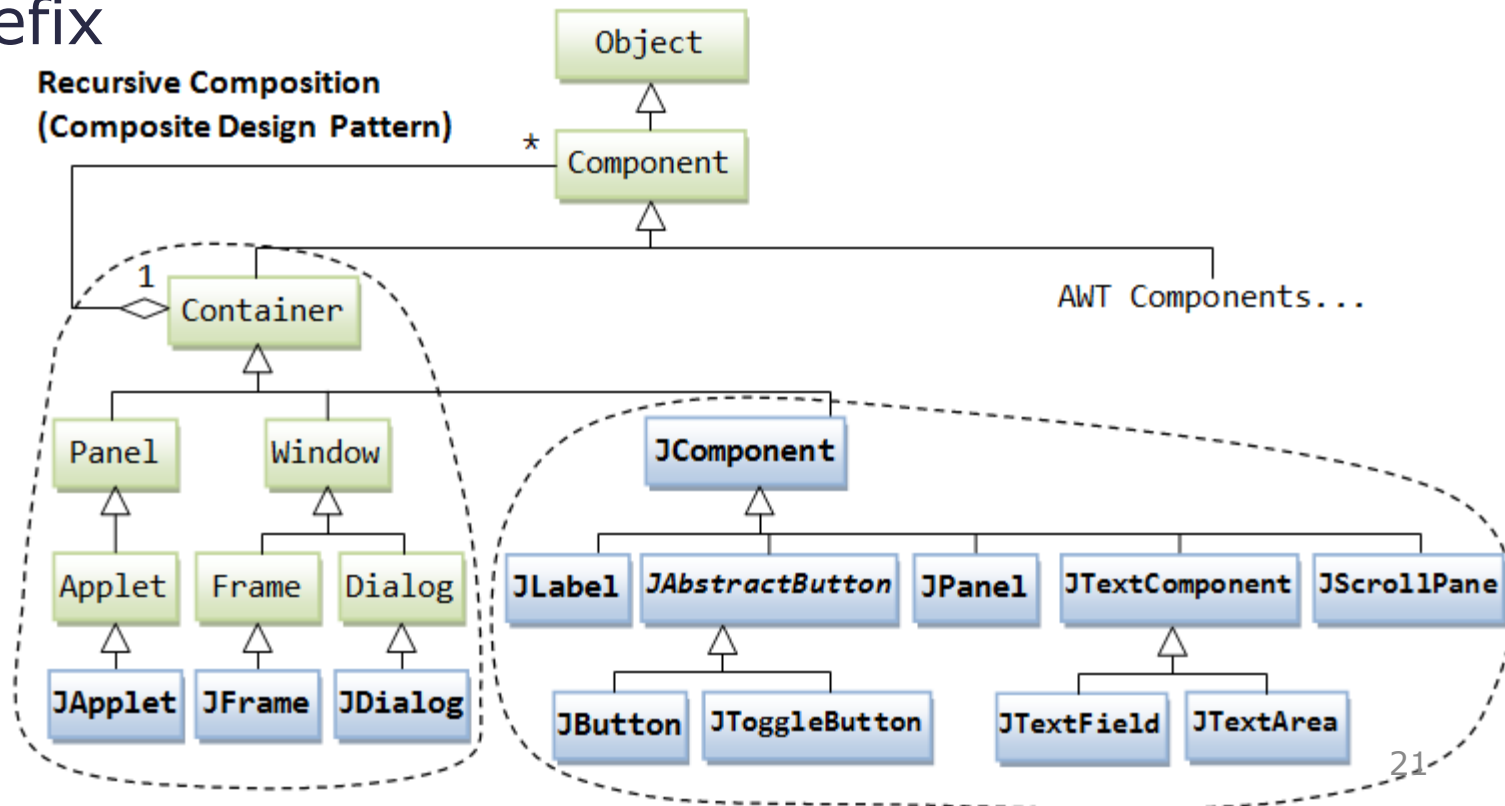 efix
Object
Recursive Composition
(Composite Design Pattern)
*
Component
1
Container
AWT Components...
Panel
Window
JComponent
Applet
Frame
Dialog
JLabel
JAbstractButton
JPanel
JTextComponent
JScrollPane
JApplet
JFrame
JDialog
JButton
JToggleButton
JTextField
JTextArea
21